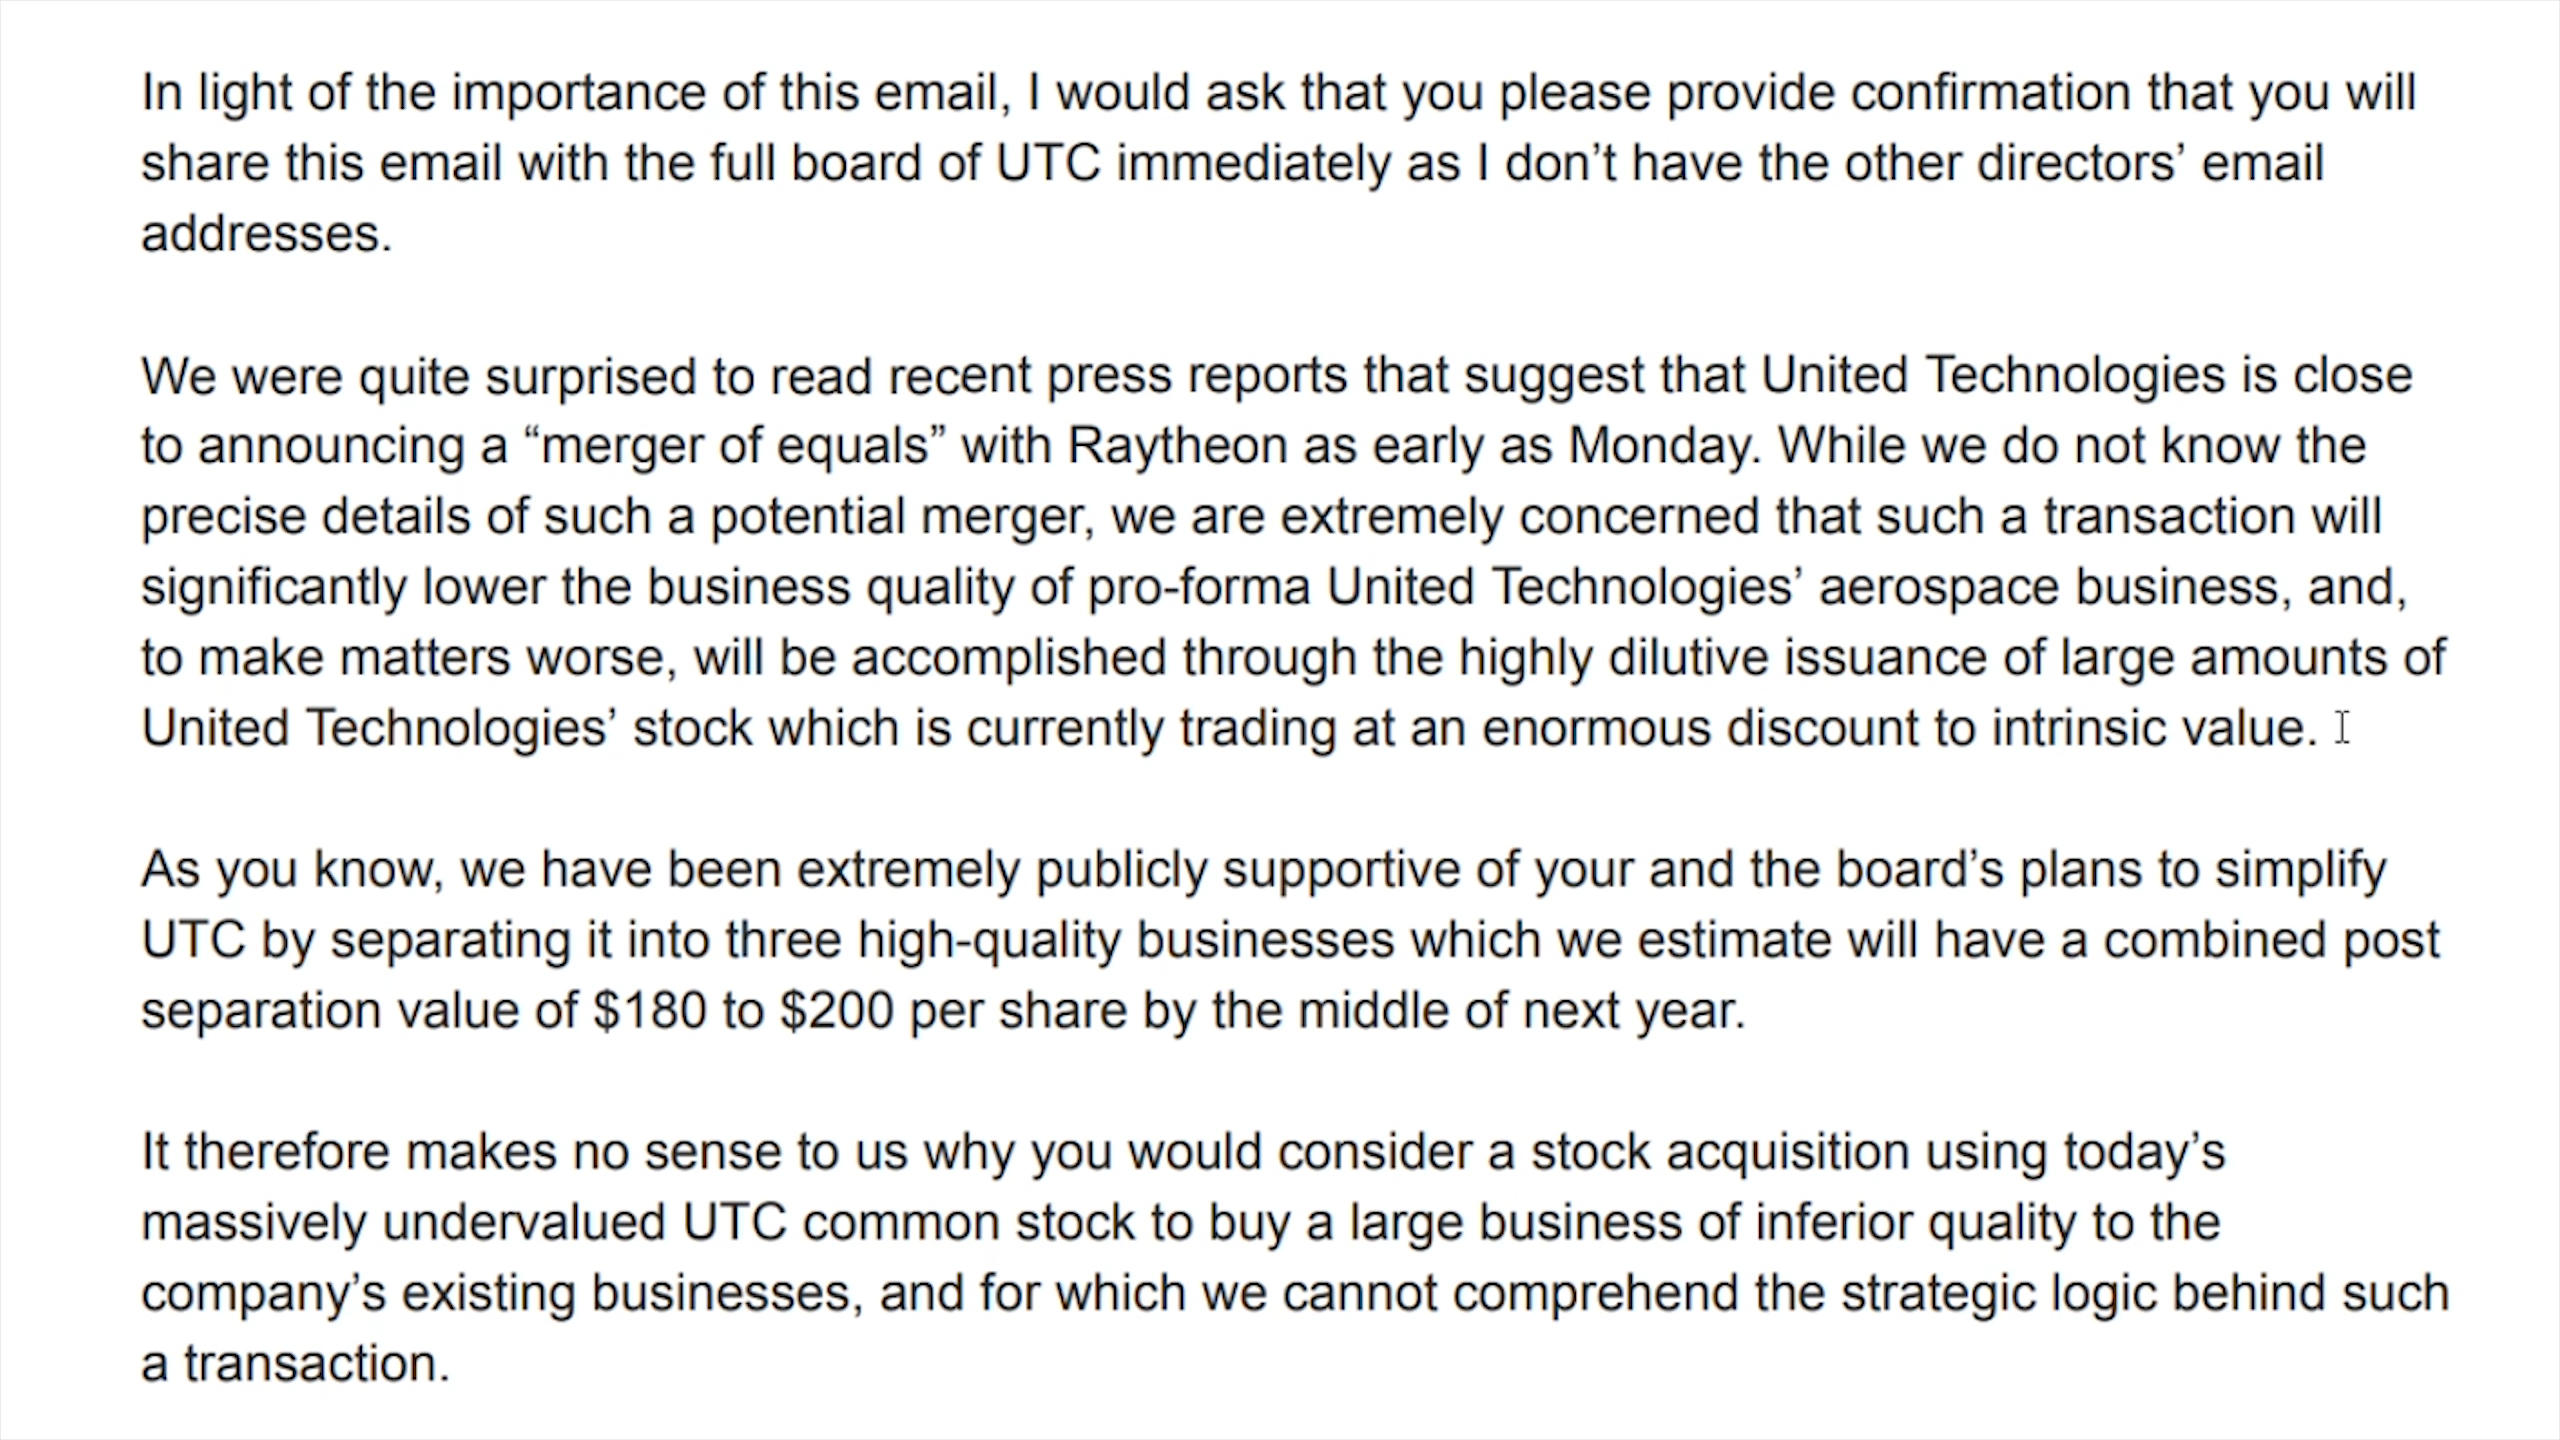 In light of the importance of this email, I would ask that you please provide confirmation that you will
share this email with the full board of UTC immediately as I don’t have the other directors’ email
addresses.
We were quite surprised to read recent press reports that suggest that United Technologies is close
to announcing a “merger of equals” with Raytheon as early as Monday. While we do not know the
precise details of such a potential merger, we are extremely concerned that such a transaction will
significantly lower the business quality of pro-forma United Technologies’ aerospace business, and,
to make matters worse, will be accomplished through the highly dilutive issuance of large amounts of
United Technologies’ stock which is currently trading at an enormous discount to intrinsic value.
As you know, we have been extremely publicly supportive of your and the board’s plans to simplify
UTC by separating it into three high-quality businesses which we estimate will have a combined post
separation value of $180 to $200 per share by the middle of next year.
It therefore makes no sense to us why you would consider a stock acquisition using today’s
massively undervalued UTC common stock to buy a large business of inferior quality to the
company’s existing businesses, and for which we cannot comprehend the strategic logic behind such
a transaction.